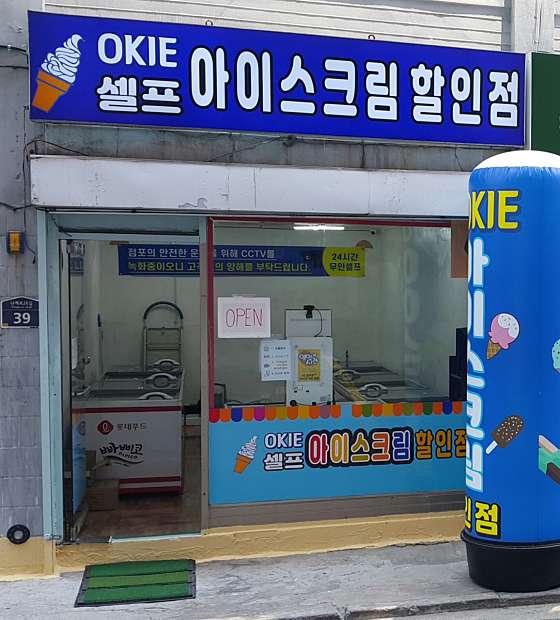 OKIE
셀프 아이스크림 할인점
점포의 안전한 운 을 위해 CCTV를
녹화중이오니 고 의 양해를 부탁드립니다.
24시간
무인셀프
OPEN
39
롯데푸드
빠삐코
OKIE
셀프 아이스크림 할인점
OKIE
아이스크림
할인점